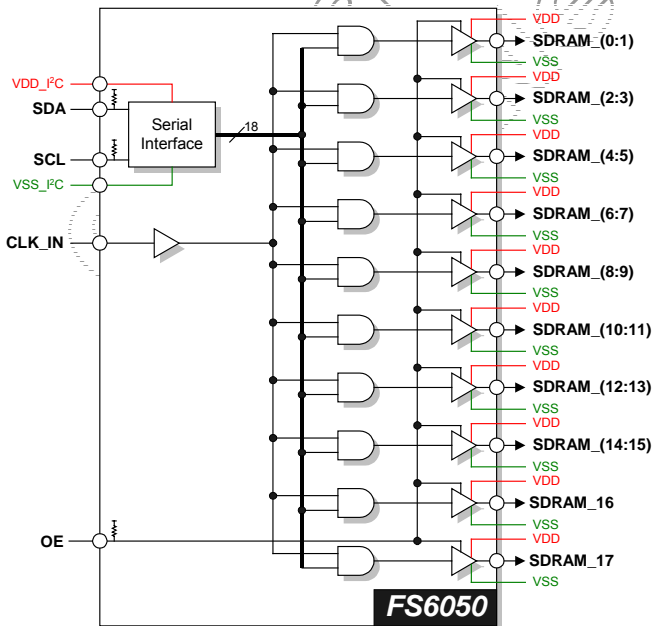 VDD
SDRAM_(0:1)
VSS
VDD
SDRAM_(2:3)
VSS
VDD
SDRAM_(4:5)
VSS
VDD
SDRAM_(6:7)
VSS
VDD
SDRAM_(8:9)
VSS
VDD
SDRAM_(10:11)
VSS
VDD
SDRAM_(12:13)
VSS
VDD
SDRAM_(14:15)
VSS
VDD
SDRAM_16
VSS
VDD
SDRAM_17
VSS
VDD_I²C
SDA
SCL
VSS_I²C
Serial
Interface
18
CLK_IN
OE
FS6050